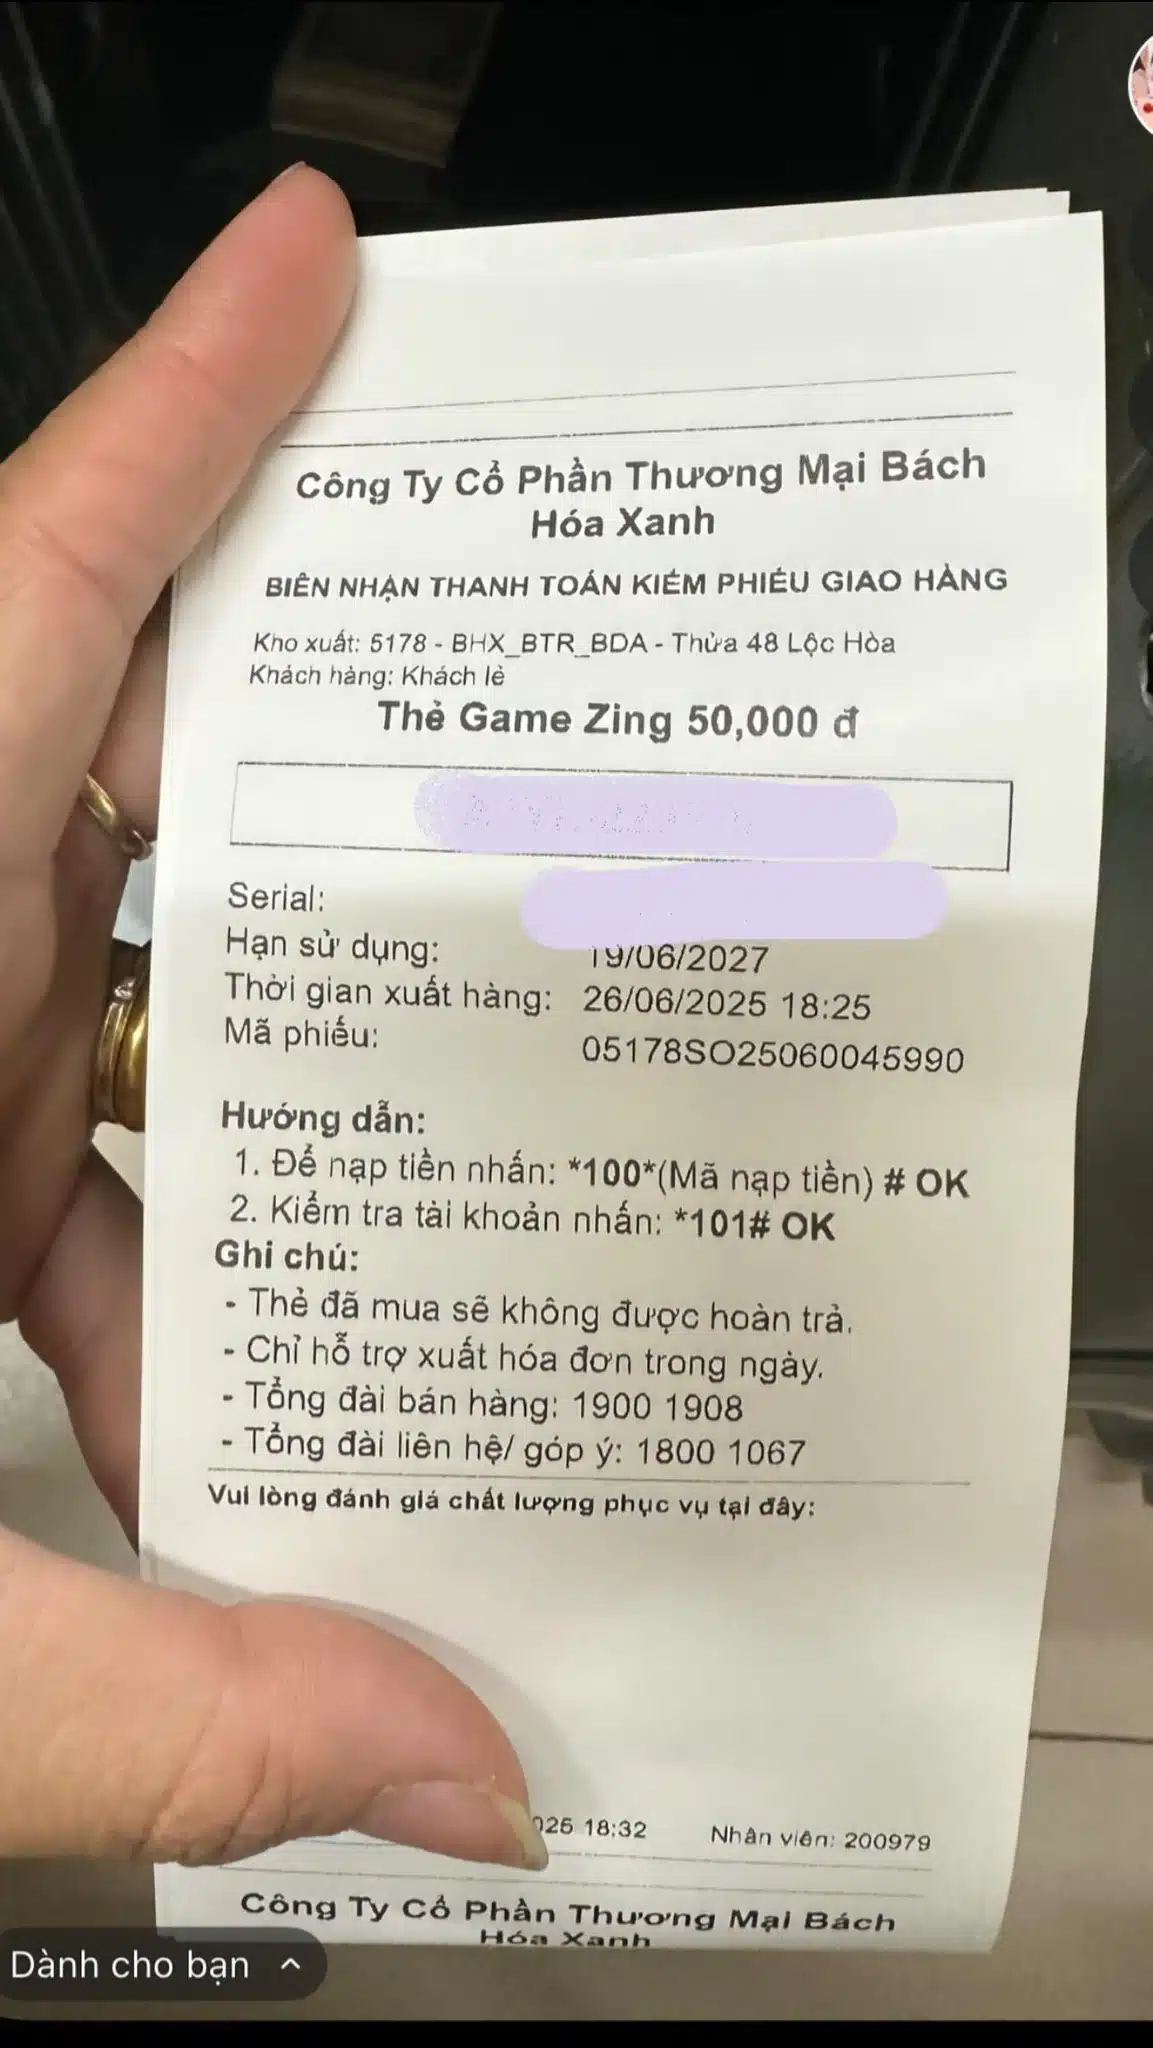 Công Ty Cổ Phần Thương Mại Bách
Hóa Xanh
BIÊN NHẬN THANH TOÁN KIÊM PHIẾU GIAO HÀNG
Kho xuất: 5178 - BHX_BTR_BDA - Thửa 48 Lộc Hòa
Khách hàng: Khách lẻ
Thẻ Game Zing 50,000 đ
Serial:
Hạn sử dụng: 19/06/2027
Thời gian xuất hàng: 26/06/2025 18:25
Mã phiếu: 05178SO25060045990
Hướng dẫn:
1. Để nạp tiền nhấn: *100*(Mã nạp tiền) # OK
2. Kiểm tra tài khoản nhấn: *101# OK
Ghi chú:
- Thẻ đã mua sẽ không được hoàn trả.
- Chỉ hỗ trợ xuất hóa đơn trong ngày.
- Tổng đài bán hàng: 1900 1908
- Tổng đài liên hệ/ góp ý: 1800 1067
Vui lòng đánh giá chất lượng phục vụ tại đây:
025 18:32 Nhân viên: 200979
Công Ty Cổ Phần Thương Mại Bách
Hóa Xanh
Dành cho bạn